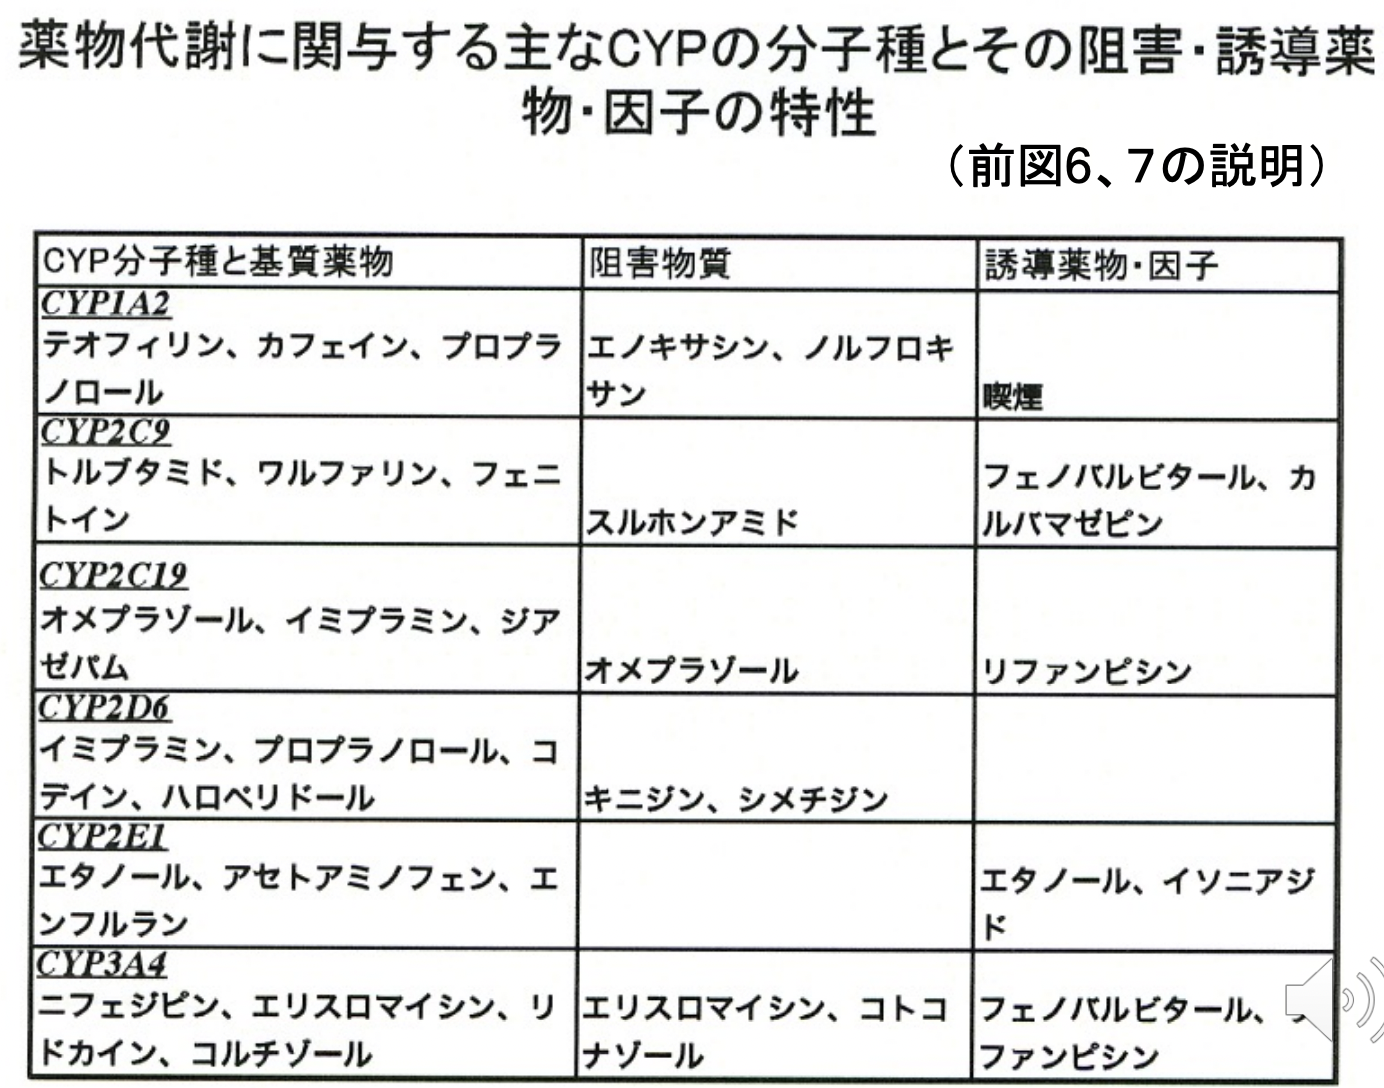 薬物代謝に関与する主なCYPの分子種とその阻害・誘導薬
物・因子の特性
（前図6、7の説明）
CYP分子種と基質薬物
阻害物質
誘導薬物・因子
CYP1A2
テオフィリン、カフェイン、プロプラ
ノロール
エノキサシン、ノルフロキ
サン
喫煙
CYP2C9
トルブタミド、ワルファリン、フェニ
トイン
スルホンアミド
フェノバルビタール、カ
ルバマゼピン
CYP2C19
オメプラゾール、イミプラミン、ジア
ゼパム
オメプラゾール
リファンピシン
CYP2D6
イミプラミン、プロプラノロール、コ
デイン、ハロペリドール
キニジン、シメチジン
CYP2E1
エタノール、アセトアミノフェン、エ
ンフルラン
エタノール、イソニアジ
ド
CYP3A4
ニフェジピン、エリスロマイシン、リ
ドカイン、コルチゾール
エリスロマイシン、コトコ
ナゾール
フェノバルビタール、
ファンピシン